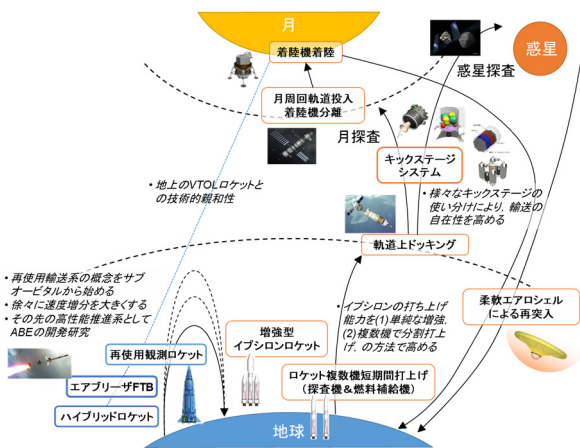 月
着陸機着陸
惑星
惑星探査
月周回軌道投入
着陸機分離
月探査
キックステージ
システム
• 地上のVTOLロケットと
の技術的親和性
• 様々なキックステージの
使い分けにより，輸送の
自在性を高める
軌道上ドッキング
• 再使用輸送系の概念をサブ
オービタルから始める
• 徐々に速度増分を大きくする
• その先の高性能推進系として
ABEの開発研究
• イプシロンの打ち上げ
能力を(1)単純な増強,
(2)複数機で分割打上
げ, の方法で高める
柔軟エアロシェル
による再突入
増強型
イプシロンロケット
再使用観測ロケット
エアブリーザFTB
ハイブリッドロケット
ロケット複数機短期間打上げ
(探査機＆燃料補給機)
地球